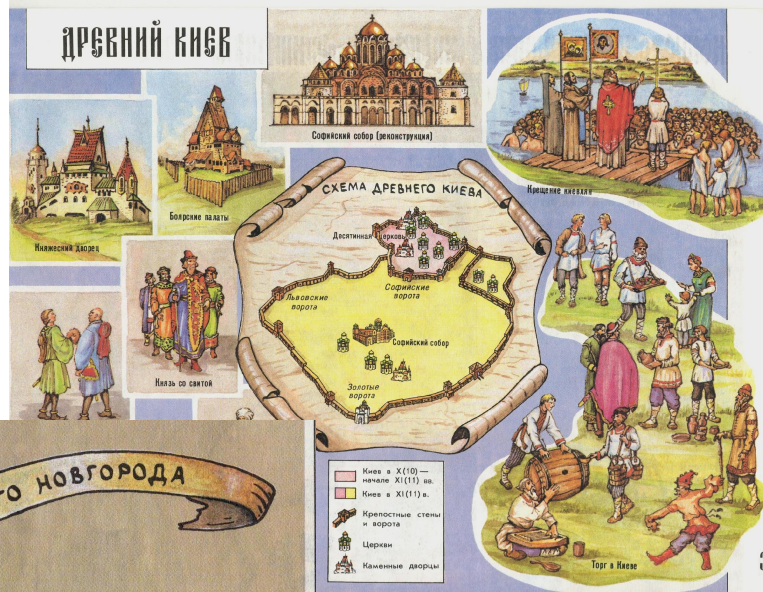 ДРЕВНИЙ КИЕВ
Софийский собор (реконструкция)
Крещение киевлян
Боярские палаты
Княжеский дворец
СХЕМА ДРЕВНЕГО КИЕВА
Десятинная церковь
Софийские
ворота
Львовские
ворота
Софийский собор
Золотые
ворота
Князь со свитой
О НОВГОРОДА
Киев в X(10) —
начале XI(11) вв.
Киев в XI(11) в.
Крепостные стены
и ворота
Церкви
Каменные дворцы
Торг в Киеве